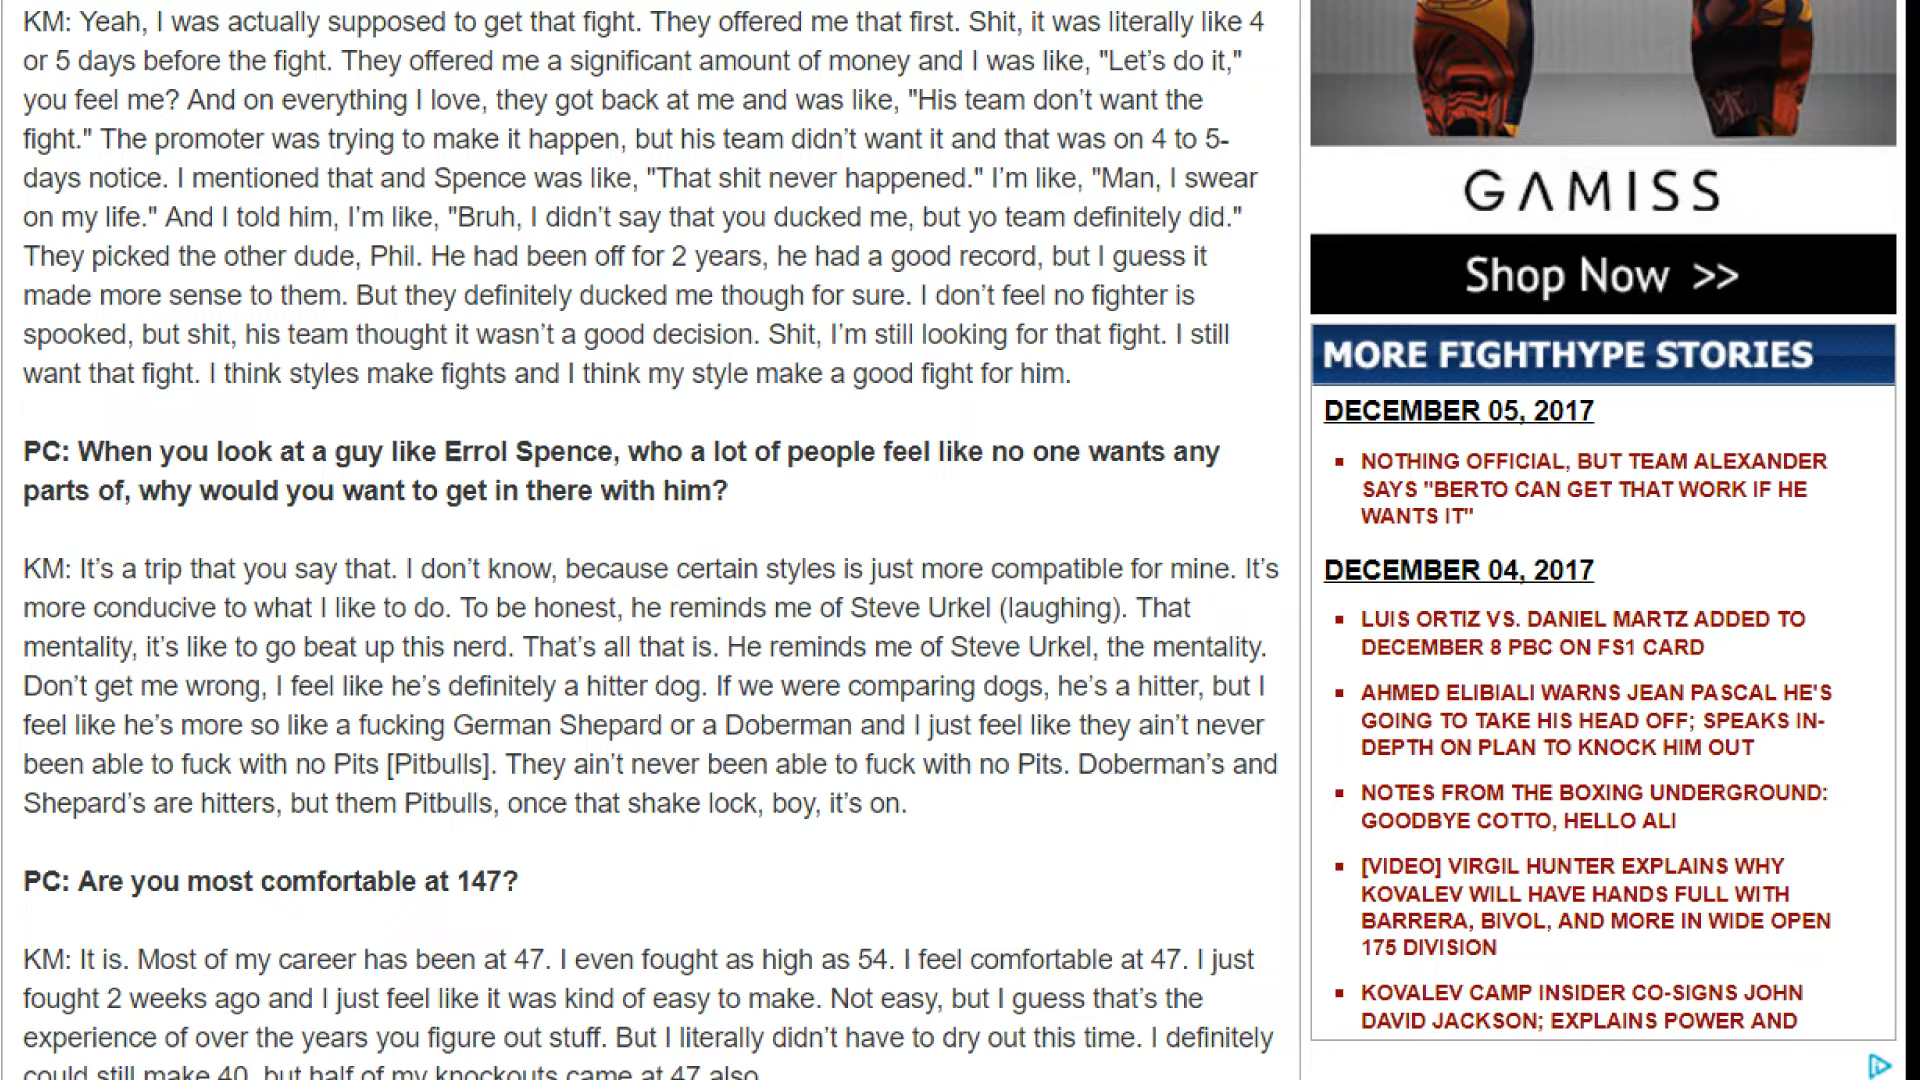 KM: Yeah, I was actually supposed to get that fight. They offered me that first. Shit, it was literally like 4
or 5 days before the fight. They offered me a significant amount of money and I was like, "Let’s do it,"
you feel me? And on everything I love, they got back at me and was like, "His team don’t want the
fight." The promoter was trying to make it happen, but his team didn’t want it and that was on 4 to 5-
days notice. I mentioned that and Spence was like, "That shit never happened." I’m like, "Man, I swear
on my life." And I told him, I’m like, "Bruh, I didn’t say that you ducked me, but yo team definitely did."
They picked the other dude, Phil. He had been off for 2 years, he had a good record, but I guess it
made more sense to them. But they definitely ducked me though for sure. I don’t feel no fighter is
spooked, but shit, his team thought it wasn’t a good decision. Shit, I’m still looking for that fight. I still
want that fight. I think styles make fights and I think my style make a good fight for him.
PC: When you look at a guy like Errol Spence, who a lot of people feel like no one wants any
parts of, why would you want to get in there with him?
KM: It’s a trip that you say that. I don’t know, because certain styles is just more compatible for mine. It’s
more conducive to what I like to do. To be honest, he reminds me of Steve Urkel (laughing). That
mentality, it’s like to go beat up this nerd. That’s all that is. He reminds me of Steve Urkel, the mentality.
Don’t get me wrong, I feel like he’s definitely a hitter dog. If we were comparing dogs, he’s a hitter, but I
feel like he’s more so like a fucking German Shepard or a Doberman and I just feel like they ain’t never
been able to fuck with no Pits [Pitbulls]. They ain’t never been able to fuck with no Pits. Doberman’s and
Shepard’s are hitters, but them Pitbulls, once that shake lock, boy, it’s on.
PC: Are you most comfortable at 147?
KM: It is. Most of my career has been at 47. I even fought as high as 54. I feel comfortable at 47. I just
fought 2 weeks ago and I just feel like it was kind of easy to make. Not easy, but I guess that’s the
experience of over the years you figure out stuff. But I literally didn’t have to dry out this time. I definitely
could still make 40, but half of my knockouts came at 47 also.
GAMISS
Shop Now >>
MORE FIGHTHYPE STORIES
DECEMBER 05, 2017
NOTHING OFFICIAL, BUT TEAM ALEXANDER
SAYS "BERTO CAN GET THAT WORK IF HE
WANTS IT"
DECEMBER 04, 2017
LUIS ORTIZ VS. DANIEL MARTZ ADDED TO
DECEMBER 8 PBC ON FS1 CARD
AHMED ELIBIALI WARNS JEAN PASCAL HE'S
GOING TO TAKE HIS HEAD OFF; SPEAKS IN-
DEPTH ON PLAN TO KNOCK HIM OUT
NOTES FROM THE BOXING UNDERGROUND:
GOODBYE COTTO, HELLO ALI
[VIDEO] VIRGIL HUNTER EXPLAINS WHY
KOVALEV WILL HAVE HANDS FULL WITH
BARRERA, BIVOL, AND MORE IN WIDE OPEN
175 DIVISION
KOVALEV CAMP INSIDER CO-SIGNS JOHN
DAVID JACKSON; EXPLAINS POWER AND